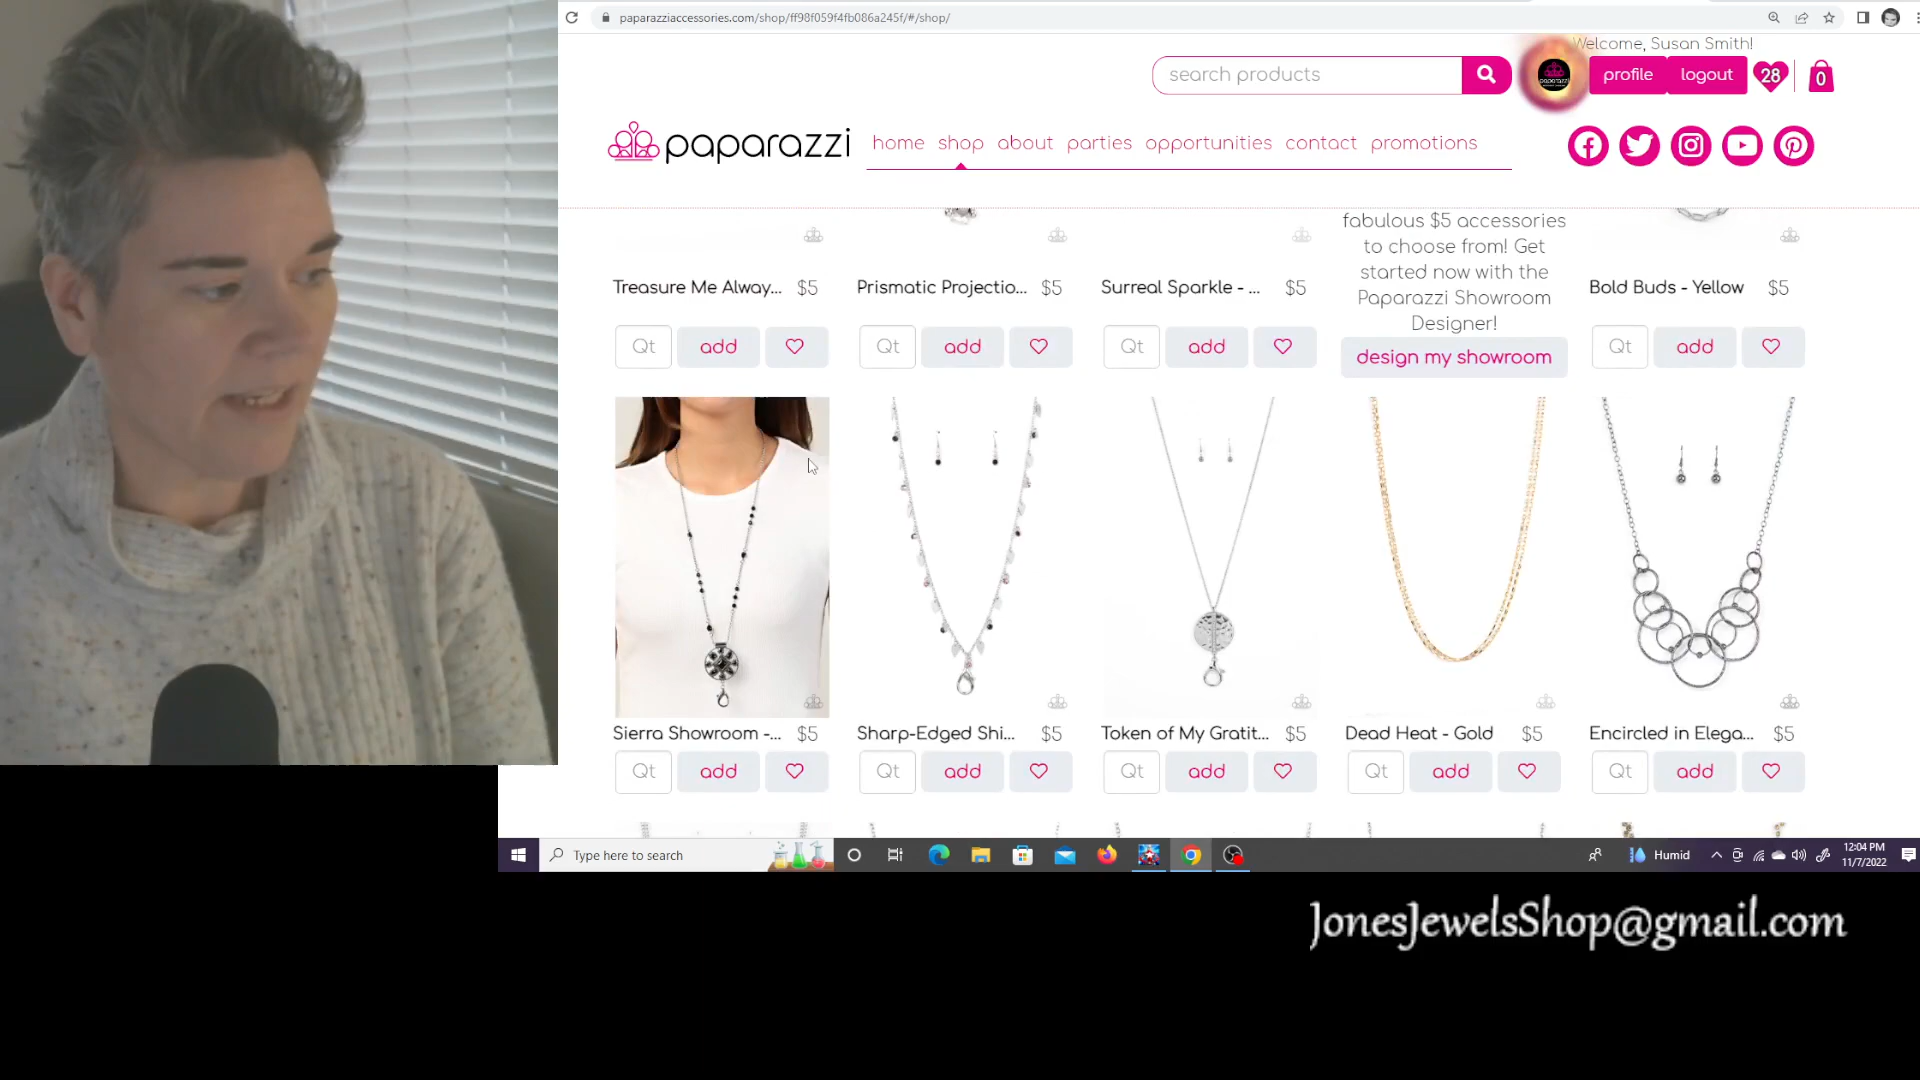 paparazziaccessories.com/shop/ff98f059f4fb086a245f/#/shop/
Welcome, Susan Smith!
search products
profile
logout
28
0
paparazzi
home shop about parties opportunities contact promotions
fabulous $5 accessories
to choose from! Get
started now with the
Paparazzi Showroom
Designer!
design my showroom
Treasure Me Alway... $5
Prismatic Projectio... $5
Surreal Sparkle - ... $5
Bold Buds - Yellow $5
Qt add
Qt add
Qt add
Qt add
Sierra Showroom -... $5
Sharp-Edged Shi... $5
Token of My Gratit... $5
Dead Heat - Gold $5
Encircled in Elega... $5
Qt add
Qt add
Qt add
Qt add
Qt add
Type here to search
Humid
12:04 PM
11/7/2022
JonesJewelsShop@gmail.com